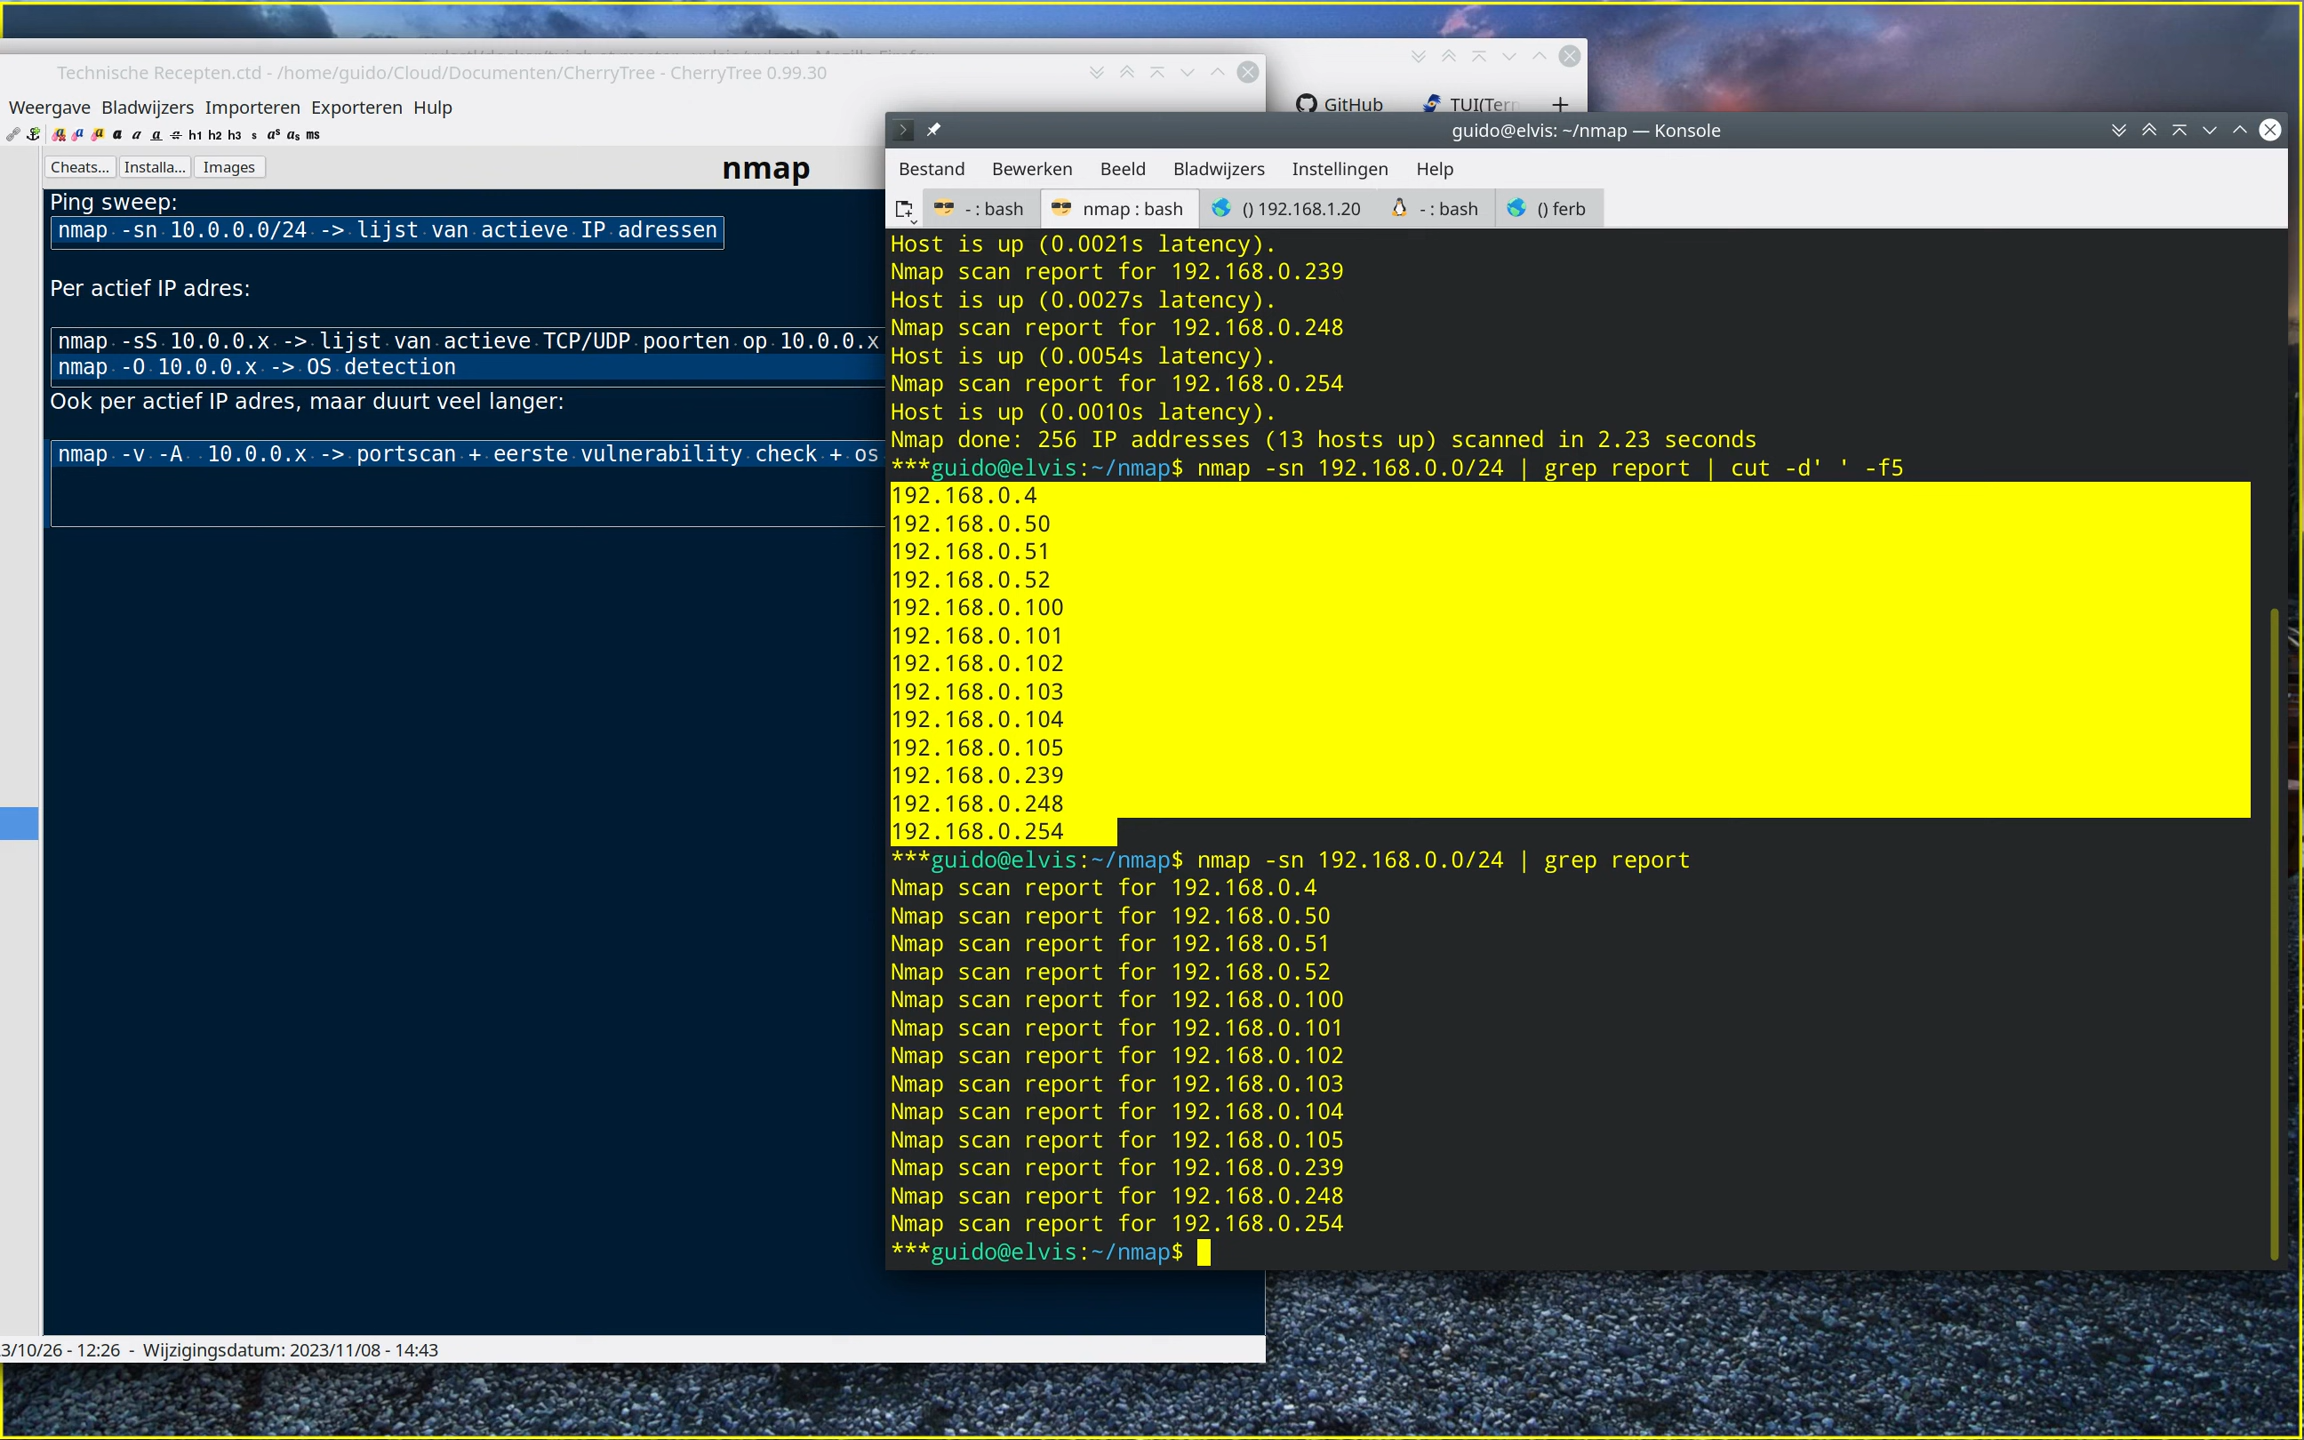 Technische Recepten.ctd - /home/guido/Cloud/Documenten/CherryTree - CherryTree 0.99.30
Weergave Bladwijzers Importeren Exporteren Hulp
a a a a a a a h1 h2 h3 s aˢ aₛ ms
Cheats... Installa... Images
nmap
Ping sweep:
nmap -sn 10.0.0.0/24 -> lijst van actieve IP adressen
Per actief IP adres:
nmap -sS 10.0.0.x -> lijst van actieve TCP/UDP poorten op 10.0.0.x
nmap -O 10.0.0.x -> OS detection
Ook per actief IP adres, maar duurt veel langer:
nmap -v -A  10.0.0.x -> portscan + eerste vulnerability check + os
3/10/26 - 12:26 - Wijzigingsdatum: 2023/11/08 - 14:43
GitHub TUI(Ter
guido@elvis: ~/nmap — Konsole
Bestand Bewerken Beeld Bladwijzers Instellingen Help
- : bash nmap : bash () 192.168.1.20 - : bash () ferb
Host is up (0.0021s latency).
Nmap scan report for 192.168.0.239
Host is up (0.0027s latency).
Nmap scan report for 192.168.0.248
Host is up (0.0054s latency).
Nmap scan report for 192.168.0.254
Host is up (0.0010s latency).
Nmap done: 256 IP addresses (13 hosts up) scanned in 2.23 seconds
***guido@elvis:~/nmap$ nmap -sn 192.168.0.0/24 | grep report | cut -d' ' -f5
192.168.0.4
192.168.0.50
192.168.0.51
192.168.0.52
192.168.0.100
192.168.0.101
192.168.0.102
192.168.0.103
192.168.0.104
192.168.0.105
192.168.0.239
192.168.0.248
192.168.0.254
***guido@elvis:~/nmap$ nmap -sn 192.168.0.0/24 | grep report
Nmap scan report for 192.168.0.4
Nmap scan report for 192.168.0.50
Nmap scan report for 192.168.0.51
Nmap scan report for 192.168.0.52
Nmap scan report for 192.168.0.100
Nmap scan report for 192.168.0.101
Nmap scan report for 192.168.0.102
Nmap scan report for 192.168.0.103
Nmap scan report for 192.168.0.104
Nmap scan report for 192.168.0.105
Nmap scan report for 192.168.0.239
Nmap scan report for 192.168.0.248
Nmap scan report for 192.168.0.254
***guido@elvis:~/nmap$